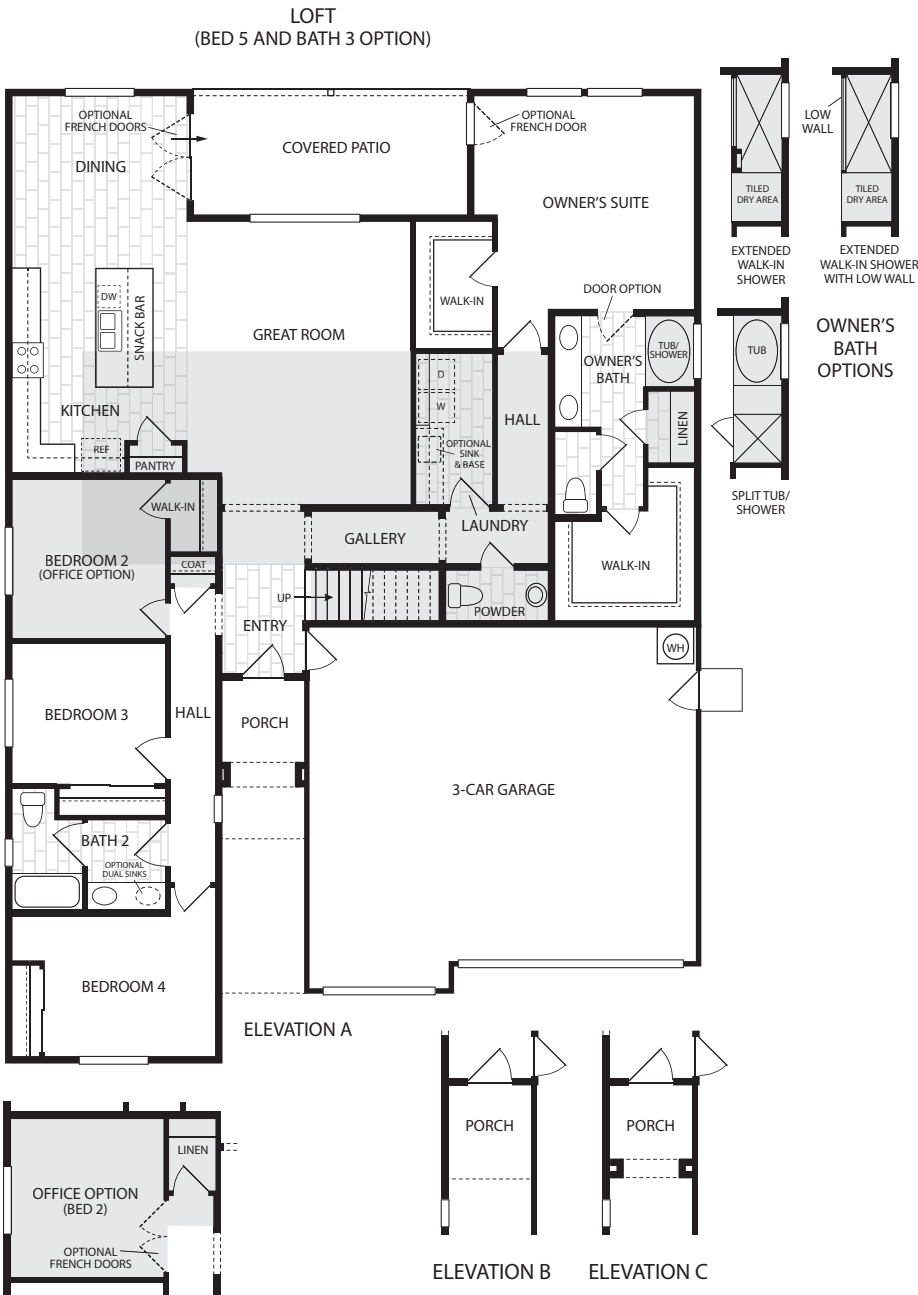 LOFT
(BED 5 AND BATH 3 OPTION)
OPTIONAL
FRENCH DOORS
DINING
COVERED PATIO
OPTIONAL
FRENCH DOOR
OWNER'S SUITE
WALK-IN
DW
SNACK BAR
GREAT ROOM
KITCHEN
REF
PANTRY
D
W
OPTIONAL
SINK
& BASE
HALL
DOOR OPTION
OWNER'S
BATH
TUB/
SHOWER
LINEN
WALK-IN
LAUNDRY
GALLERY
POWDER
WALK-IN
COAT
BEDROOM 2
(OFFICE OPTION)
UP
ENTRY
WH
BEDROOM 3
HALL
PORCH
3-CAR GARAGE
BATH 2
OPTIONAL
DUAL SINKS
BEDROOM 4
ELEVATION A
TILED
DRY AREA
EXTENDED
WALK-IN
SHOWER
LOW
WALL
TILED
DRY AREA
EXTENDED
WALK-IN SHOWER
WITH LOW WALL
TUB
SPLIT TUB/
SHOWER
OWNER'S
BATH
OPTIONS
LINEN
OFFICE OPTION
(BED 2)
OPTIONAL
FRENCH DOORS
PORCH
ELEVATION B
PORCH
ELEVATION C